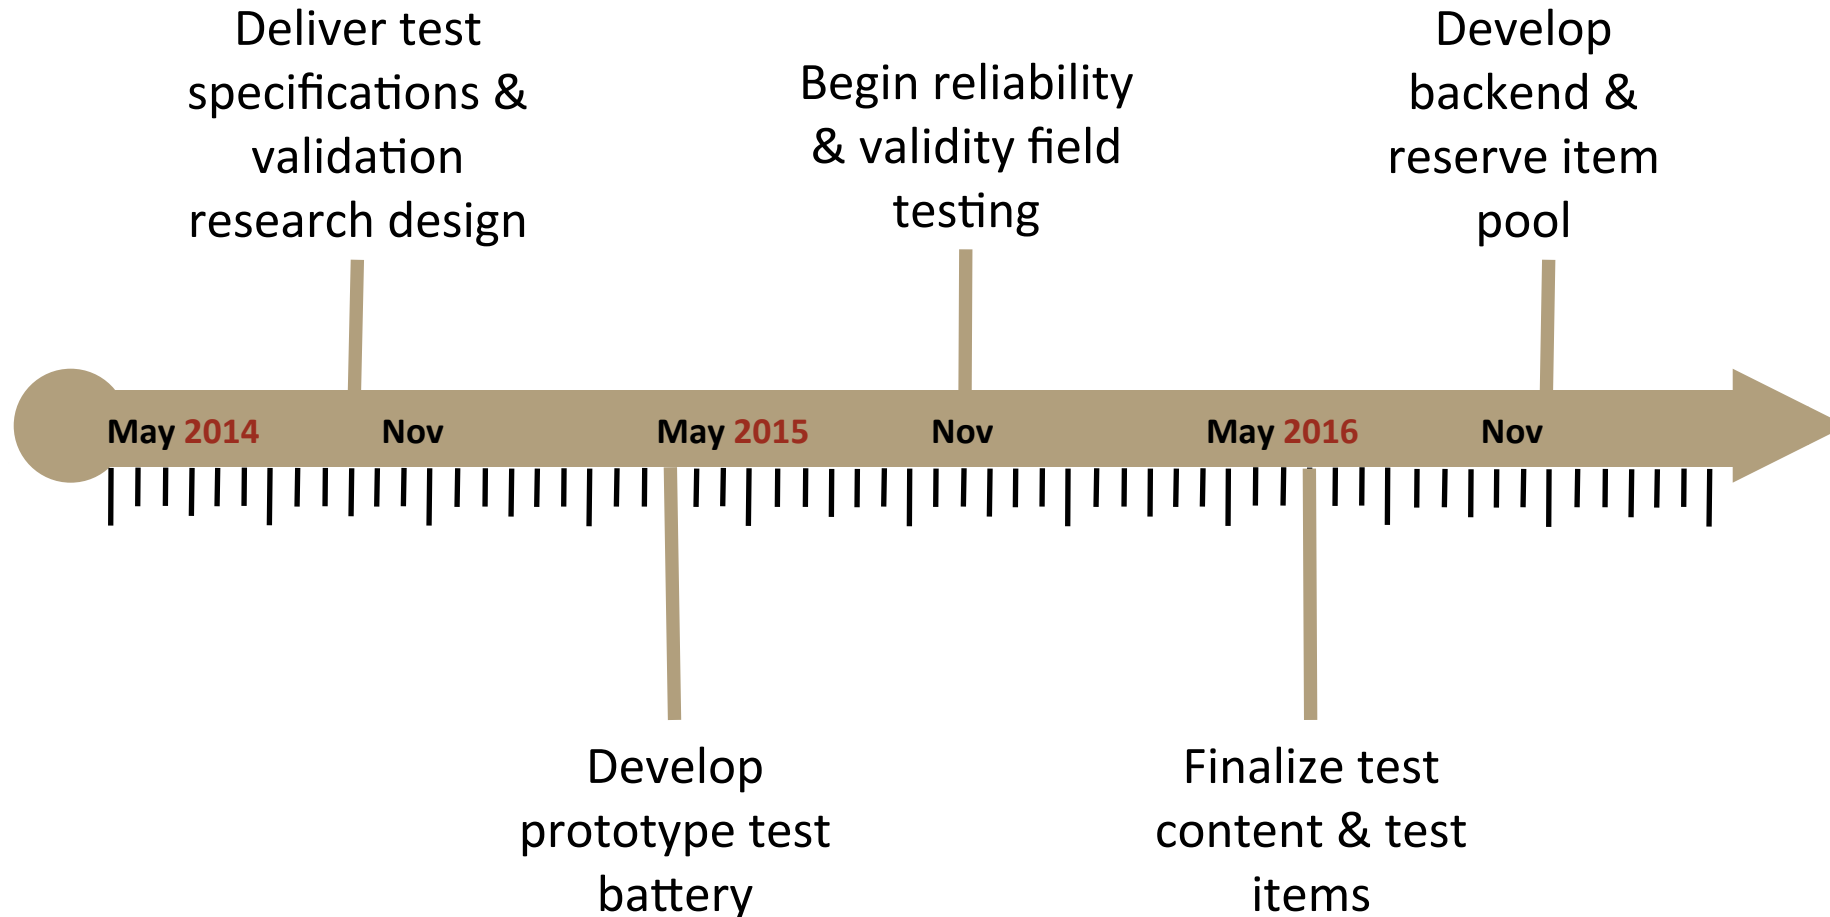 Deliver test
specifications &
validation
research design
Begin reliability
& validity field
testing
Develop
backend &
reserve item
pool
May 2014 Nov May 2015 Nov May 2016 Nov
Develop
prototype test
battery
Finalize test
content & test
items